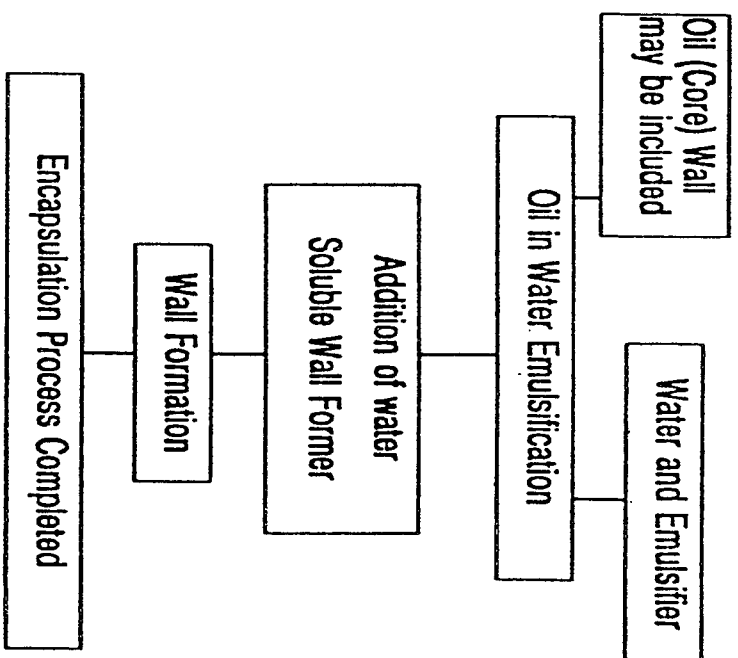 Oil (Core) Wall
may be included
Water and Emulsifier
Oil in Water Emulsification
Addition of water
Soluble Wall Former
Wall Formation
Encapsulation Process Completed